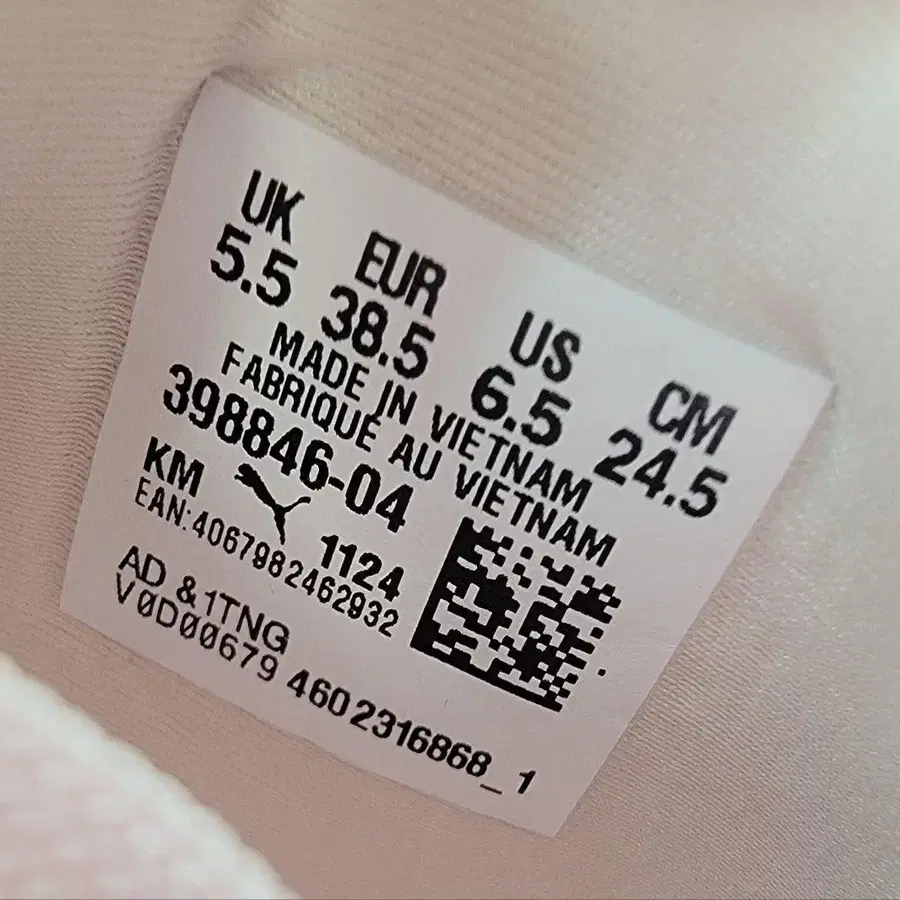 UK EUR US CM
5.5 38.5 6.5 24.5
MADE IN VIETNAM
FABRIQUÉ AU VIETNAM
398846-04
KM 1124
EAN:4067982462932
AD &1TNG
VØDØØ679 4602316868_1